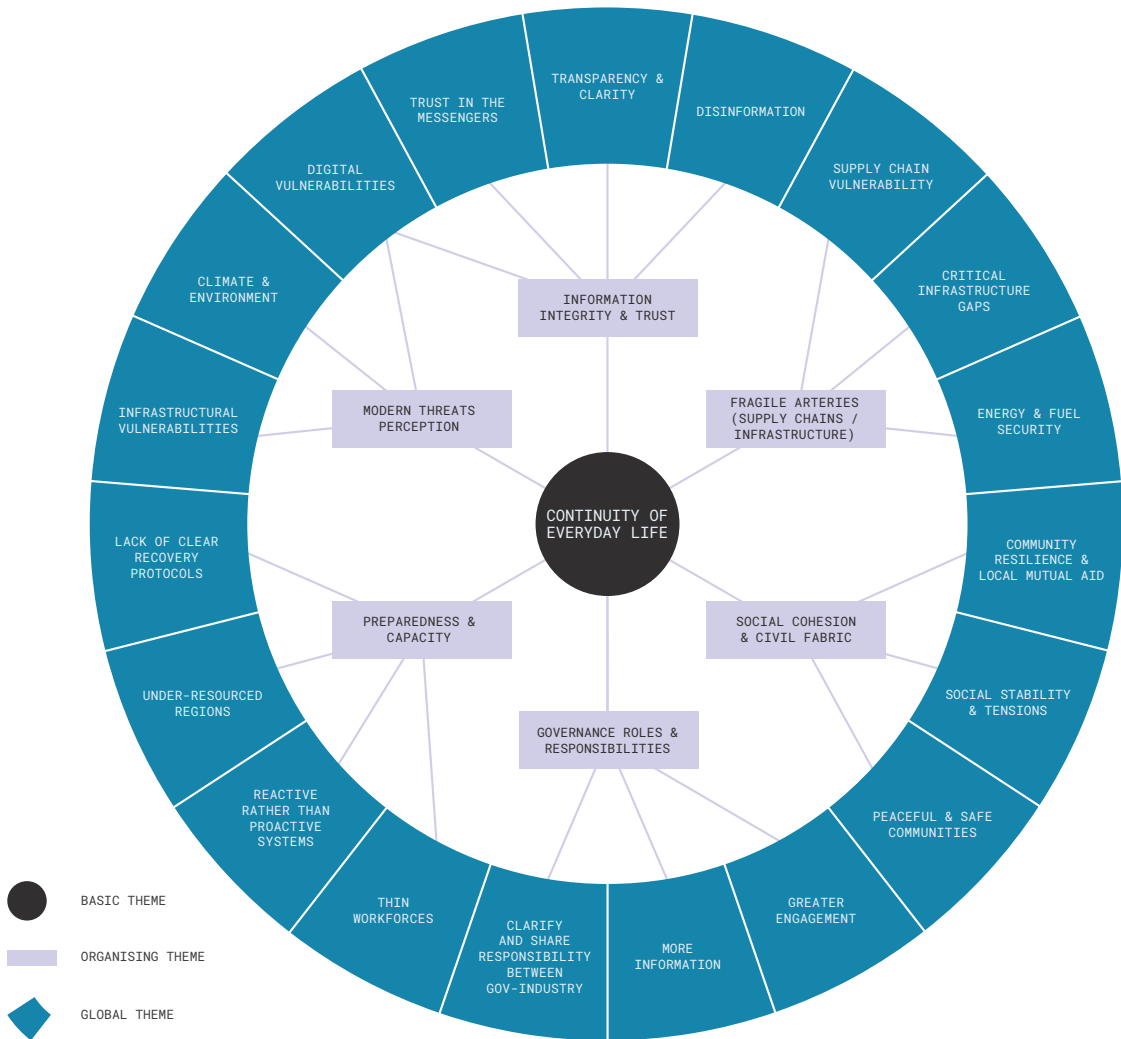 TRANSPARENCY &
CLARITY
DISINFORMATION
SUPPLY CHAIN
VULNERABILITY
CRITICAL
INFRASTRUCTURE
GAPS
ENERGY & FUEL
SECURITY
COMMUNITY
RESILIENCE &
LOCAL MUTUAL AID
SOCIAL STABILITY
& TENSIONS
PEACEFUL & SAFE
COMMUNITIES
GREATER
ENGAGEMENT
MORE
INFORMATION
CLARIFY
AND SHARE
RESPONSIBILITY
BETWEEN
GOV-INDUSTRY
THIN
WORKFORCES
REACTIVE
RATHER THAN
PROACTIVE
SYSTEMS
UNDER-RESOURCED
REGIONS
LACK OF CLEAR
RECOVERY
PROTOCOLS
INFRASTRUCTURAL
VULNERABILITIES
CLIMATE &
ENVIRONMENT
DIGITAL
VULNERABILITIES
TRUST IN THE
MESSENGERS
INFORMATION
INTEGRITY & TRUST
MODERN THREATS
PERCEPTION
FRAGILE ARTERIES
(SUPPLY CHAINS /
INFRASTRUCTURE)
CONTINUITY OF
EVERYDAY LIFE
PREPAREDNESS &
CAPACITY
SOCIAL COHESION
& CIVIL FABRIC
GOVERNANCE ROLES &
RESPONSIBILITIES
BASIC THEME
ORGANISING THEME
GLOBAL THEME